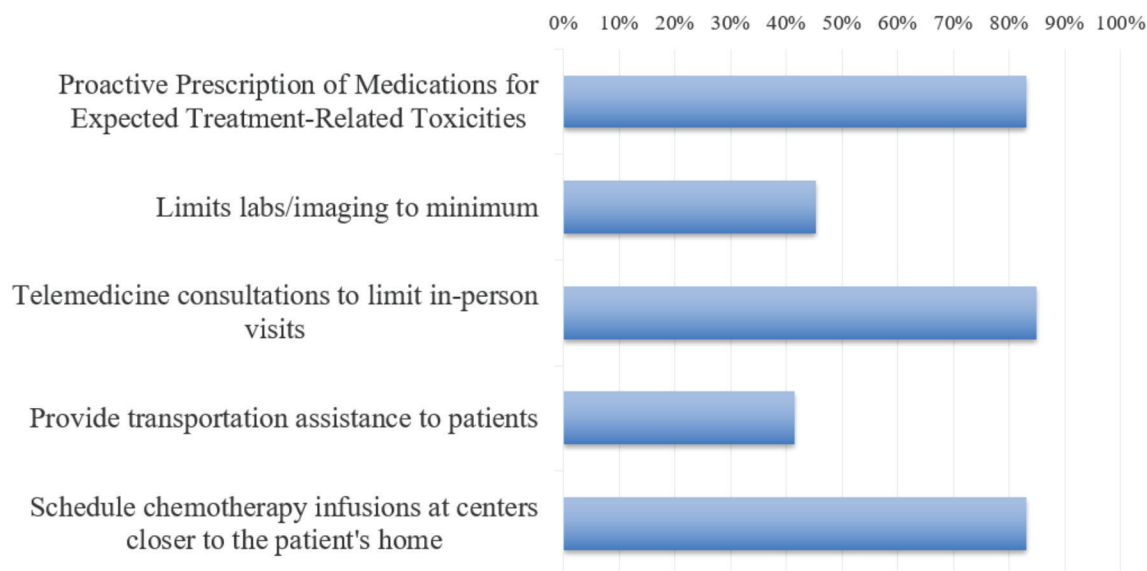 0% 10% 20% 30% 40% 50% 60% 70% 80% 90% 100%
Proactive Prescription of Medications for
Expected Treatment-Related Toxicities
Limits labs/imaging to minimum
Telemedicine consultations to limit in-person
visits
Provide transportation assistance to patients
Schedule chemotherapy infusions at centers
closer to the patient's home